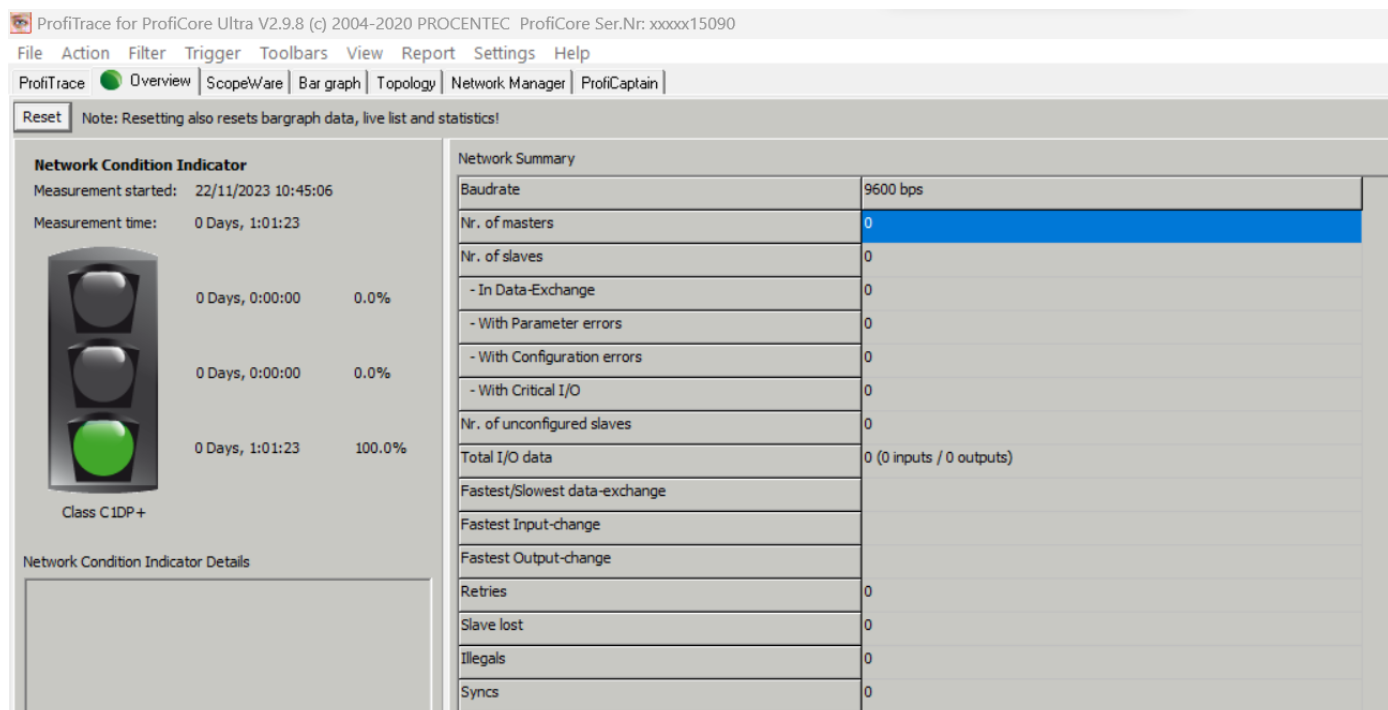 ProfiTrace for ProfiCore Ultra V2.9.8 (c) 2004-2020 PROCENTEC ProfiCore Ser.Nr: xxxxx15090
File Action Filter Trigger Toolbars View Report Settings Help
ProfiTrace Overview ScopeWare Bar graph Topology Network Manager ProfiCaptain
Reset Note: Resetting also resets bargraph data, live list and statistics!
Network Condition Indicator
Measurement started: 22/11/2023 10:45:06
Measurement time: 0 Days, 1:01:23
0 Days, 0:00:00 0.0%
0 Days, 0:00:00 0.0%
0 Days, 1:01:23 100.0%
Class C1DP+
Network Condition Indicator Details
Network Summary
Baudrate 9600 bps
Nr. of masters 0
Nr. of slaves 0
- In Data-Exchange 0
- With Parameter errors 0
- With Configuration errors 0
- With Critical I/O 0
Nr. of unconfigured slaves 0
Total I/O data 0 (0 inputs / 0 outputs)
Fastest/Slowest data-exchange
Fastest Input-change
Fastest Output-change
Retries 0
Slave lost 0
Illegals 0
Syncs 0